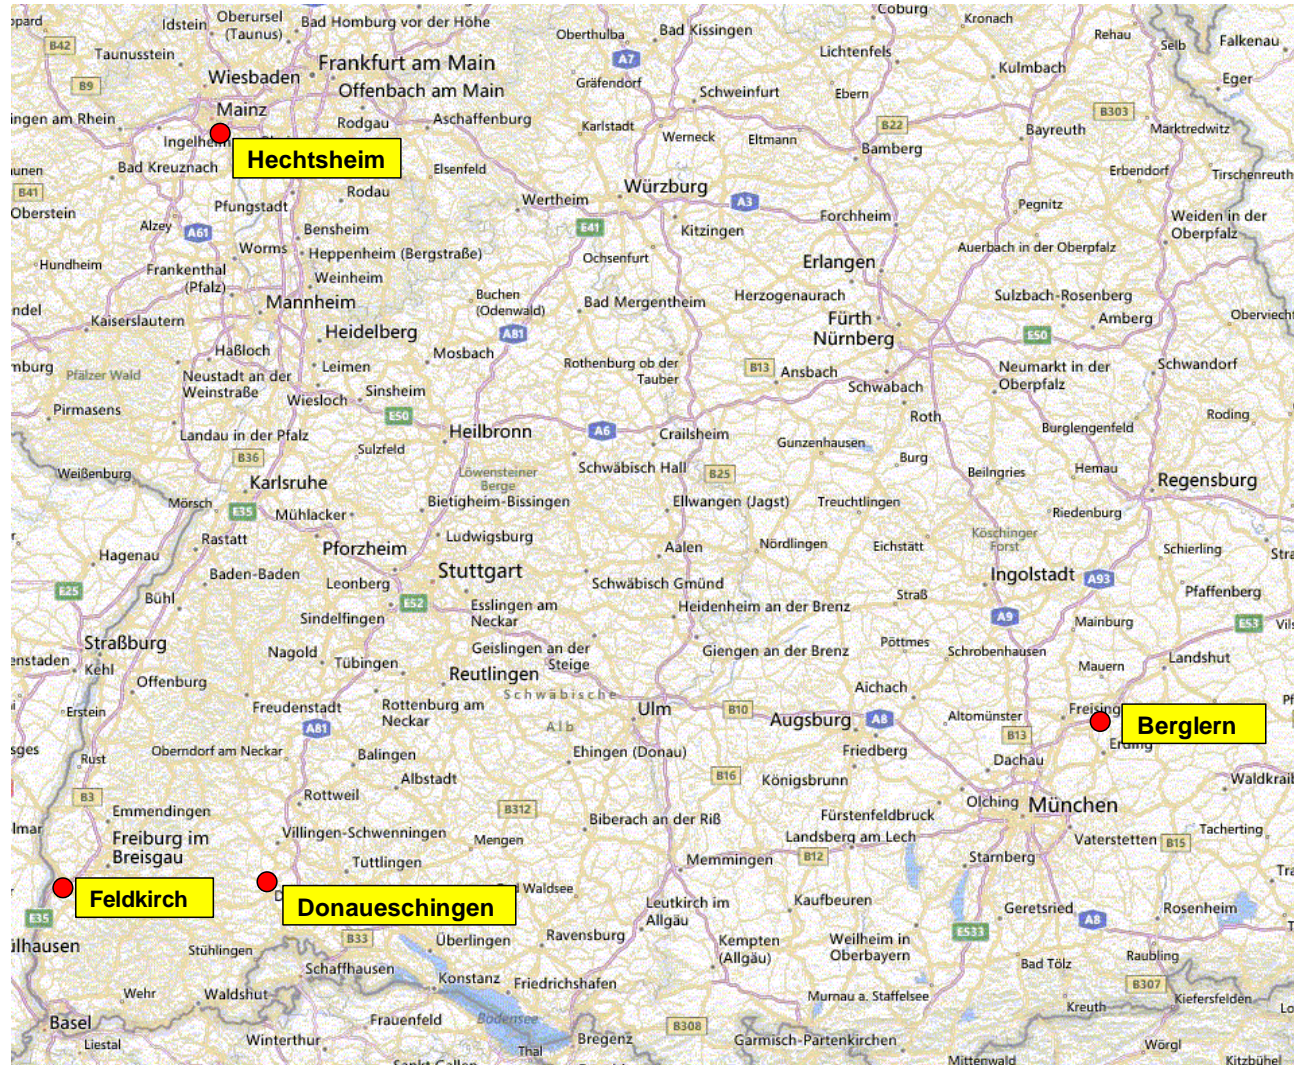 Idstein
Oberursel
(Taunus)
Bad Homburg vor der Höhe
Oberthulba
Bad Kissingen
Coburg
Kronach
Rehau
Selb
Falkenau
B42
Taunusstein
A7
Lichtenfels
Kulmbach
Eger
Wiesbaden
Frankfurt am Main
Gräfendorf
B9
Offenbach am Main
Schweinfurt
Ebern
Mainz
B303
ingen am Rhein
Rodgau
Aschaffenburg
Karlstadt
Werneck
Eltmann
B22
Bayreuth
Marktredwitz
Bamberg
Hechtsheim
Bad Kreuznach
Elsenfeld
Erbendorf
Tirschenreuth
B41
Rodau
Wertheim
Würzburg
A3
Pegnitz
Oberstein
Pfungstadt
Forchheim
Weiden in der
Oberpfalz
Alzey
A61
Bensheim
E41
Kitzingen
Worms
Heppenheim (Bergstraße)
Ochsenfurt
Auerbach in der Oberpfalz
Hundheim
Frankenthal
(Pfalz)
Weinheim
Erlangen
Buchen
(Odenwald)
Bad Mergentheim
Herzogenaurach
Sulzbach-Rosenberg
Mannheim
Kaiserslautern
Heidelberg
A81
Fürth
Nürnberg
E50
Amberg
Oberviecht
Haßloch
Mosbach
Rothenburg ob der
Tauber
B13
Ansbach
Neumarkt in der
Oberpfalz
Schwandorf
Pfälzer Wald
Neustadt an der
Weinstraße
Leimen
Schwabach
Wiesloch
Sinsheim
Pirmasens
E50
Roth
Roding
Landau in der Pfalz
Heilbronn
A6
Crailsheim
Gunzenhausen
Burglengenfeld
B36
Sulzfeld
Burg
Weißenburg
Löwensteiner
Berge
Schwäbisch Hall
B25
Beilngries
Hemau
Regensburg
Karlsruhe
Mörsch
E35
Mühlacker
Bietigheim-Bissingen
Ellwangen (Jagst)
Treuchtlingen
Riedenburg
Rastatt
Pforzheim
Ludwigsburg
Aalen
Nördlingen
Eichstätt
Köschinger
Forst
Schierling
Hagenau
Baden-Baden
Leonberg
Stuttgart
Schwäbisch Gmünd
Ingolstadt
A93
E25
Bühl
E52
Straß
Pfaffenberg
Sindelfingen
Esslingen am
Neckar
Heidenheim an der Brenz
A9
Mainburg
E53
Straßburg
Nagold
Geislingen an der
Steige
Giengen an der Brenz
Pöttmes
Schrobenhausen
Kehl
Tübingen
Reutlingen
Mauern
Landshut
Offenburg
Schwäbische
Alb
Aichach
Erstein
Freudenstadt
Rottenburg am
Neckar
Ulm
B10
Augsburg
A8
Altomünster
Freising
Berglern
A81
B13
Erding
Rust
Oberndorf am Neckar
Balingen
Ehingen (Donau)
Friedberg
Dachau
Albstadt
B16
Königsbrunn
Waldkraib
B3
Rottweil
Olching
München
Emmendingen
B312
Biberach an der Riß
Fürstenfeldbruck
Freiburg im
Breisgau
Villingen-Schwenningen
Mengen
Landsberg am Lech
Vaterstetten
B15
Tacherting
Tuttlingen
Memmingen
B12
Starnberg
Feldkirch
Donaueschingen
Waldsee
Leutkirch im
Allgäu
Kaufbeuren
Geretsried
Rosenheim
E35
B33
Überlingen
Ravensburg
A8
Stühlingen
Kempten
(Allgäu)
Weilheim in
Oberbayern
E533
Raubling
Schaffhausen
Bad Tölz
Wehr
Waldshut
Konstanz
Friedrichshafen
B307
Murnau a. Staffelsee
Kreuth
Kiefersfelden
Basel
Frauenfeld
Bodensee
B308
Liestal
Winterthur
Bregenz
Garmisch-Partenkirchen
Wörgl
Thal
Mittenwald
Kitzbühel